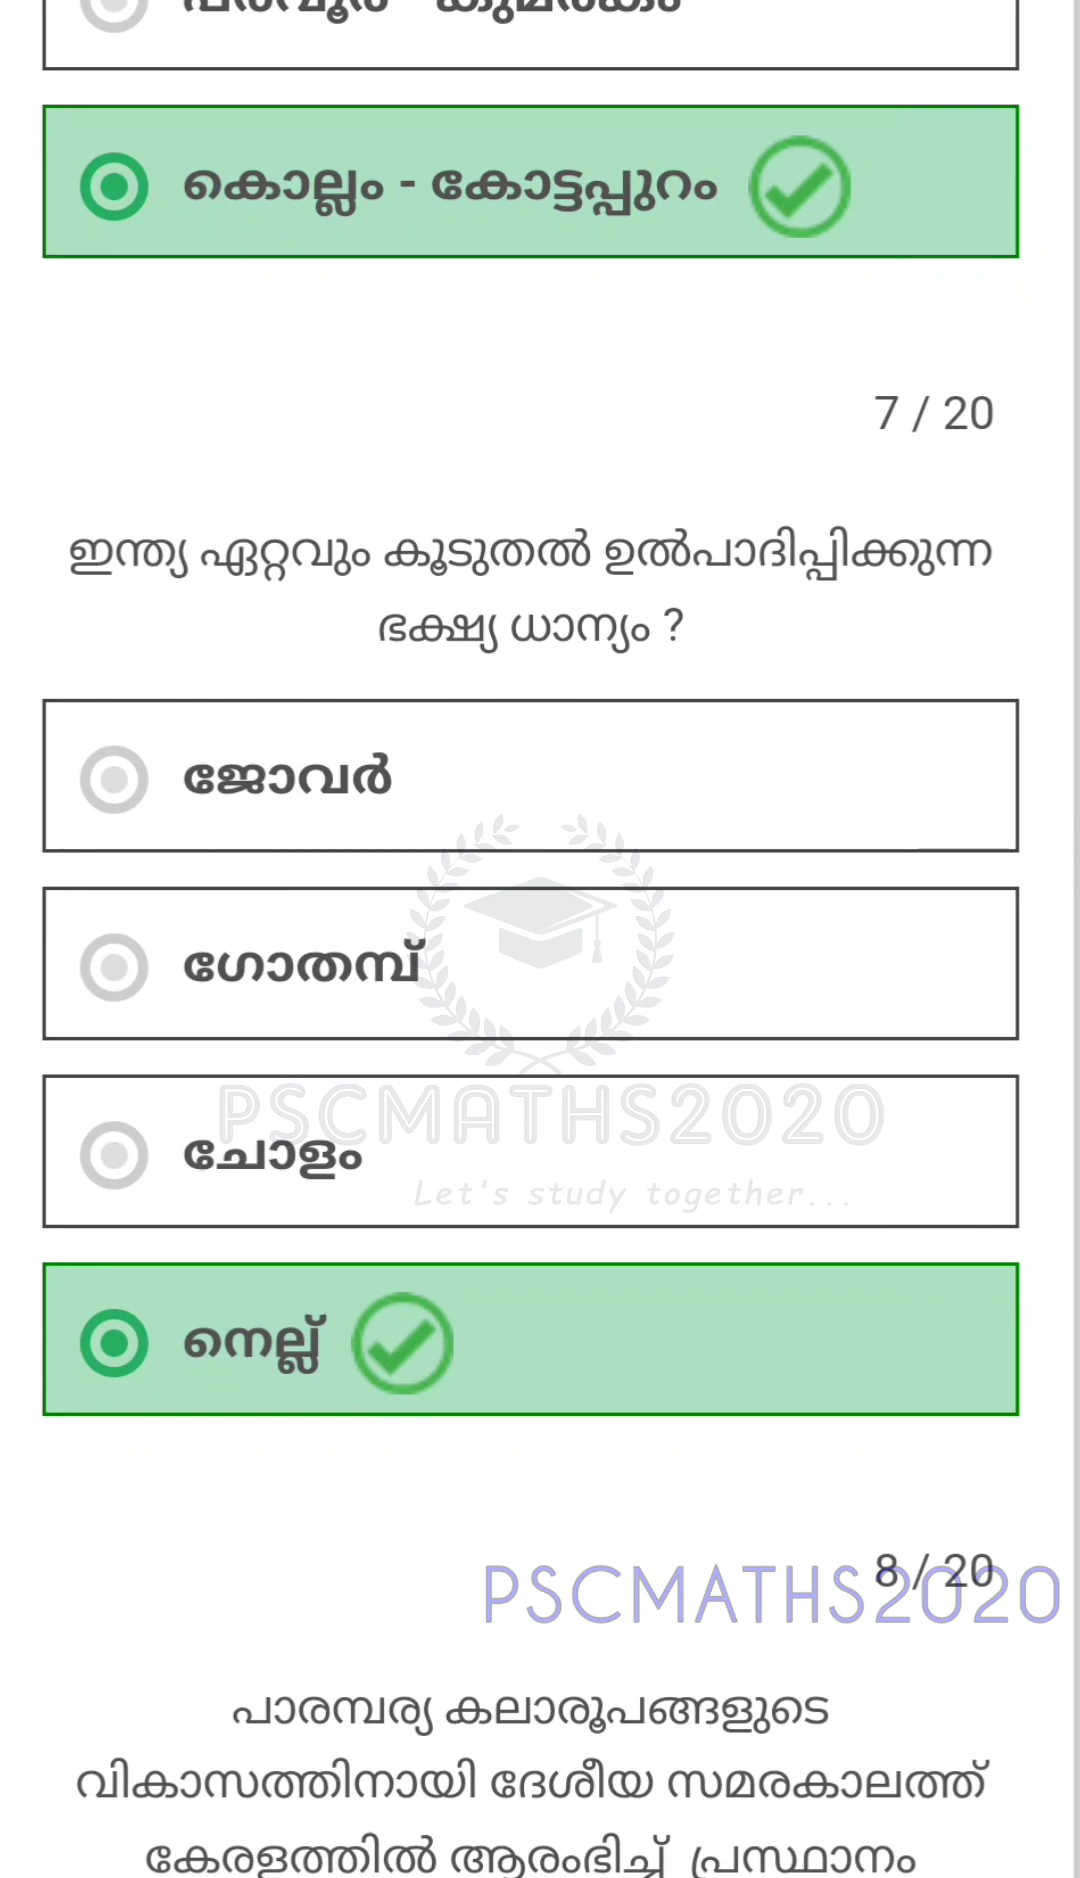 കൊല്ലം - കോട്ടപ്പുറം
7 / 20
ഇന്ത്യ ഏറ്റവും കൂടുതൽ ഉൽപാദിപ്പിക്കുന്ന
ഭക്ഷ്യ ധാന്യം ?
ജോവർ
ഗോതമ്പ്
PSCMATHS2020
ചോളം
Let's study together...
നെല്ല്
8 / 20
PSCMATHS2020
പാരമ്പര്യ കലാരൂപങ്ങളുടെ
വികാസത്തിനായി ദേശീയ സമരകാലത്ത്
കേരളത്തിൽ ആരംഭിച്ച് പ്രസ്ഥാനം